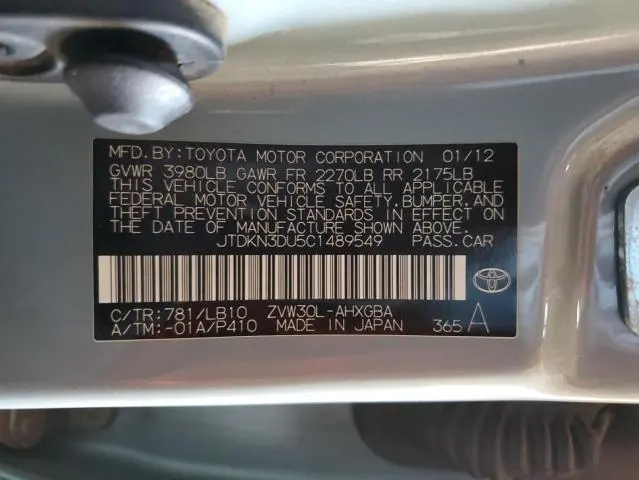 MFD.BY:TOYOTA MOTOR CORPORATION 01/12
GVWR 3980LB GAWR FR 2270LB RR 2175LB
THIS VEHICLE CONFORMS TO ALL APPLICABLE
FEDERAL MOTOR VEHICLE SAFETY,BUMPER,AND
THEFT PREVENTION STANDARDS IN EFFECT ON
THE DATE OF MANUFACTURE SHOWN ABOVE.
JTDKN3DU5C1489549 PASS.CAR
C/TR:781/LB10 ZVW30L-AHXGBA
A/TM:-01A/P410 MADE IN JAPAN 365 A